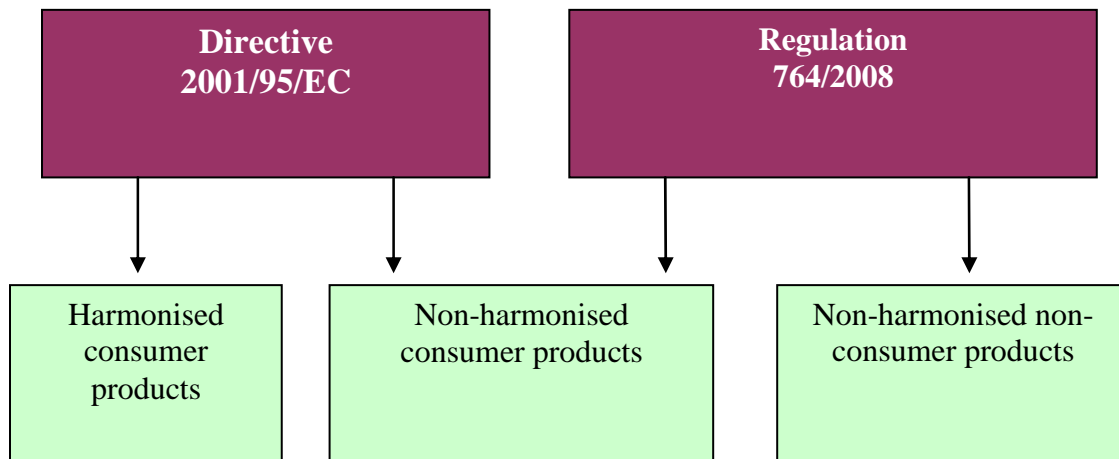 Directive
2001/95/EC
Regulation
764/2008
Harmonised
consumer
products
Non-harmonised
consumer products
Non-harmonised non-
consumer products